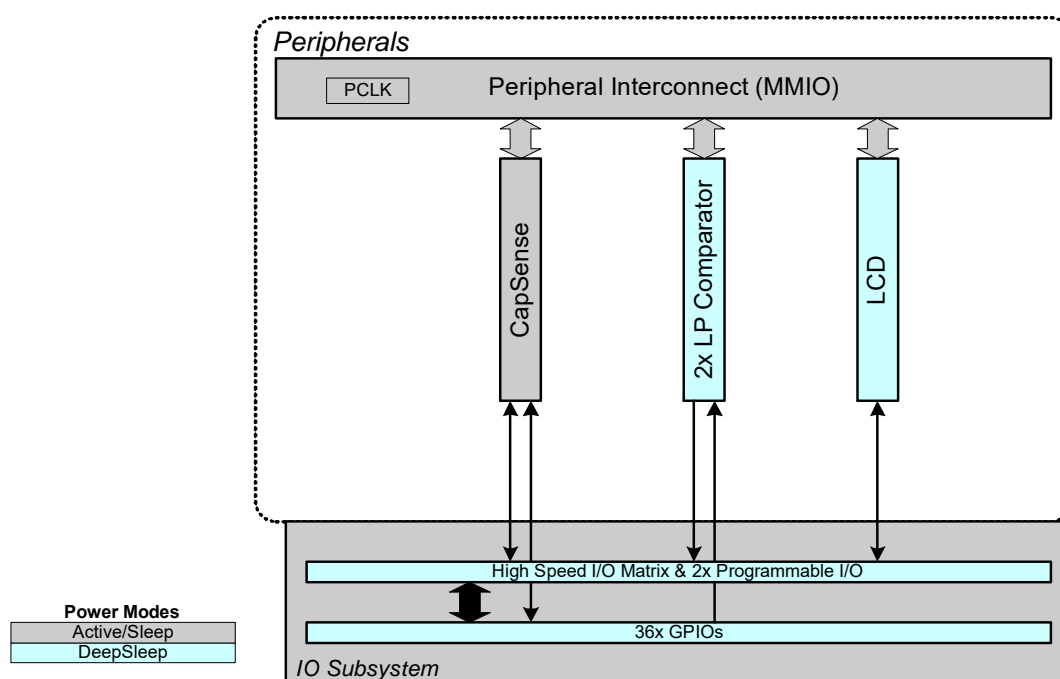 Peripherals
PCLK
Peripheral Interconnect (MMIO)
CapSense
2x LP Comparator
LCD
High Speed I/O Matrix & 2x Programmable I/O
36x GPIOs
IO Subsystem
Power Modes
Active/Sleep
DeepSleep